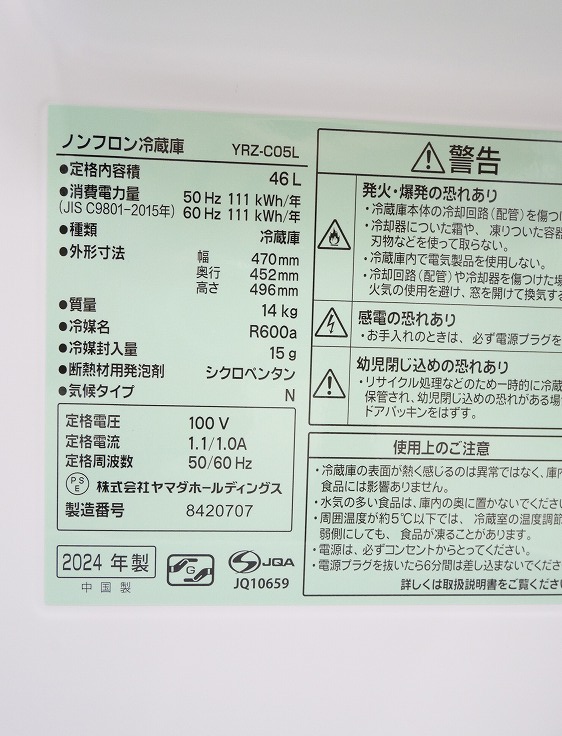 ノンフロン冷蔵庫 YRZ-C05L
●定格内容積 46 L
●消費電力量 50 Hz 111 kWh/年
(JIS C9801-2015年) 60 Hz 111 kWh/年
●種類 冷蔵庫
●外形寸法 幅 470mm
奥行 452mm
高さ 496mm
●質量 14 kg
●冷媒名 R600a
●冷媒封入量 15 g
●断熱材用発泡剤 シクロペンタン
●気候タイプ N
定格電圧 100 V
定格電流 1.1/1.0A
定格周波数 50/60 Hz
PSE 株式会社ヤマダホールディングス
製造番号 8420707
2024 年製
中国製
G
JQA
JQ10659
警告
発火・爆発の恐れあり
・冷蔵庫本体の冷却回路(配管)を傷つ
・冷却器についた霜や、凍りついた容器
刃物などを使って取らない。
・冷蔵庫内で電気製品を使用しない。
・冷却回路(配管)や冷却器を傷つけた場
火気の使用を避け、窓を開けて換気する
感電の恐れあり
・お手入れのときは、必ず電源プラグを
幼児閉じ込めの恐れあり
・リサイクル処理などのため一時的に冷蔵
保管され、幼児閉じ込めの恐れがある場
ドアパッキンをはずす。
使用上のご注意
・冷蔵庫の表面が熱く感じるのは異常ではなく、庫内
食品には影響ありません。
・水気の多い食品は、庫内の奥に置かないでくださ
・周囲温度が約5℃以下では、冷蔵室の温度調節
弱側にしても、食品が凍ることがあります。
・電源は、必ずコンセントからとってください。
・電源プラグを抜いたら6分間は差し込まないでくだ
詳しくは取扱説明書をご覧くださ